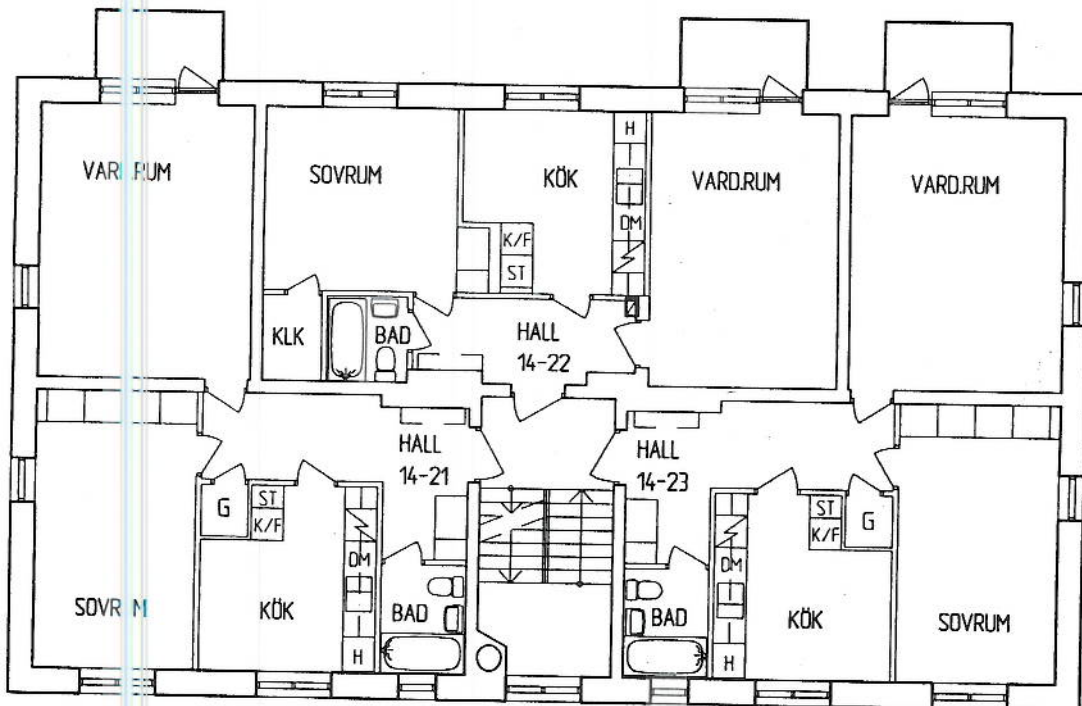 VARD.RUM
SOVRUM
KÖK
H
DM
K/F
ST
VARD.RUM
VARD.RUM
KLK
BAD
HALL
14-22
HALL
14-21
HALL
14-23
G
ST
K/F
DM
H
SOVRUM
KÖK
BAD
BAD
DM
H
KÖK
ST
K/F
G
SOVRUM